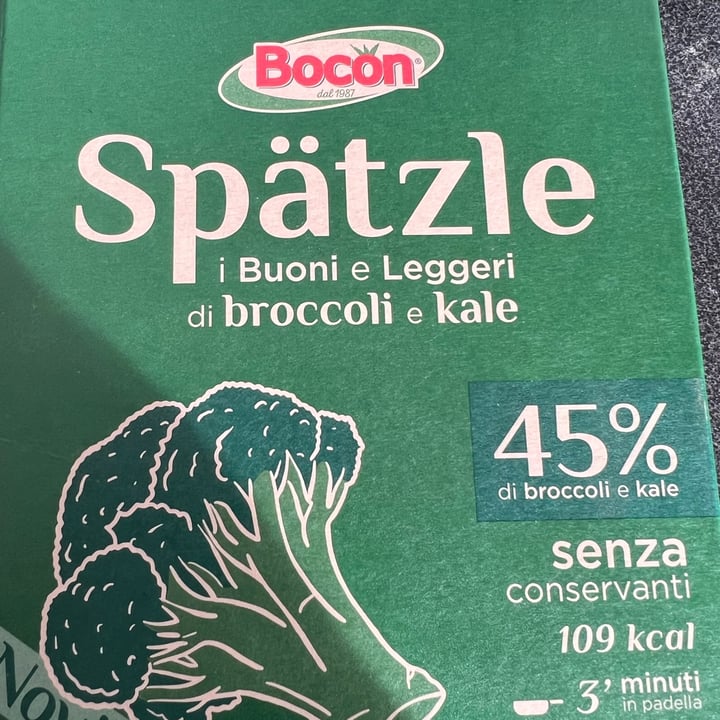 Bocon®
dal 1987
Spätzle
i Buoni e Leggeri
di broccoli e kale
45%
di broccoli e kale
senza
conservanti
109 kcal
3’ minuti
in padella